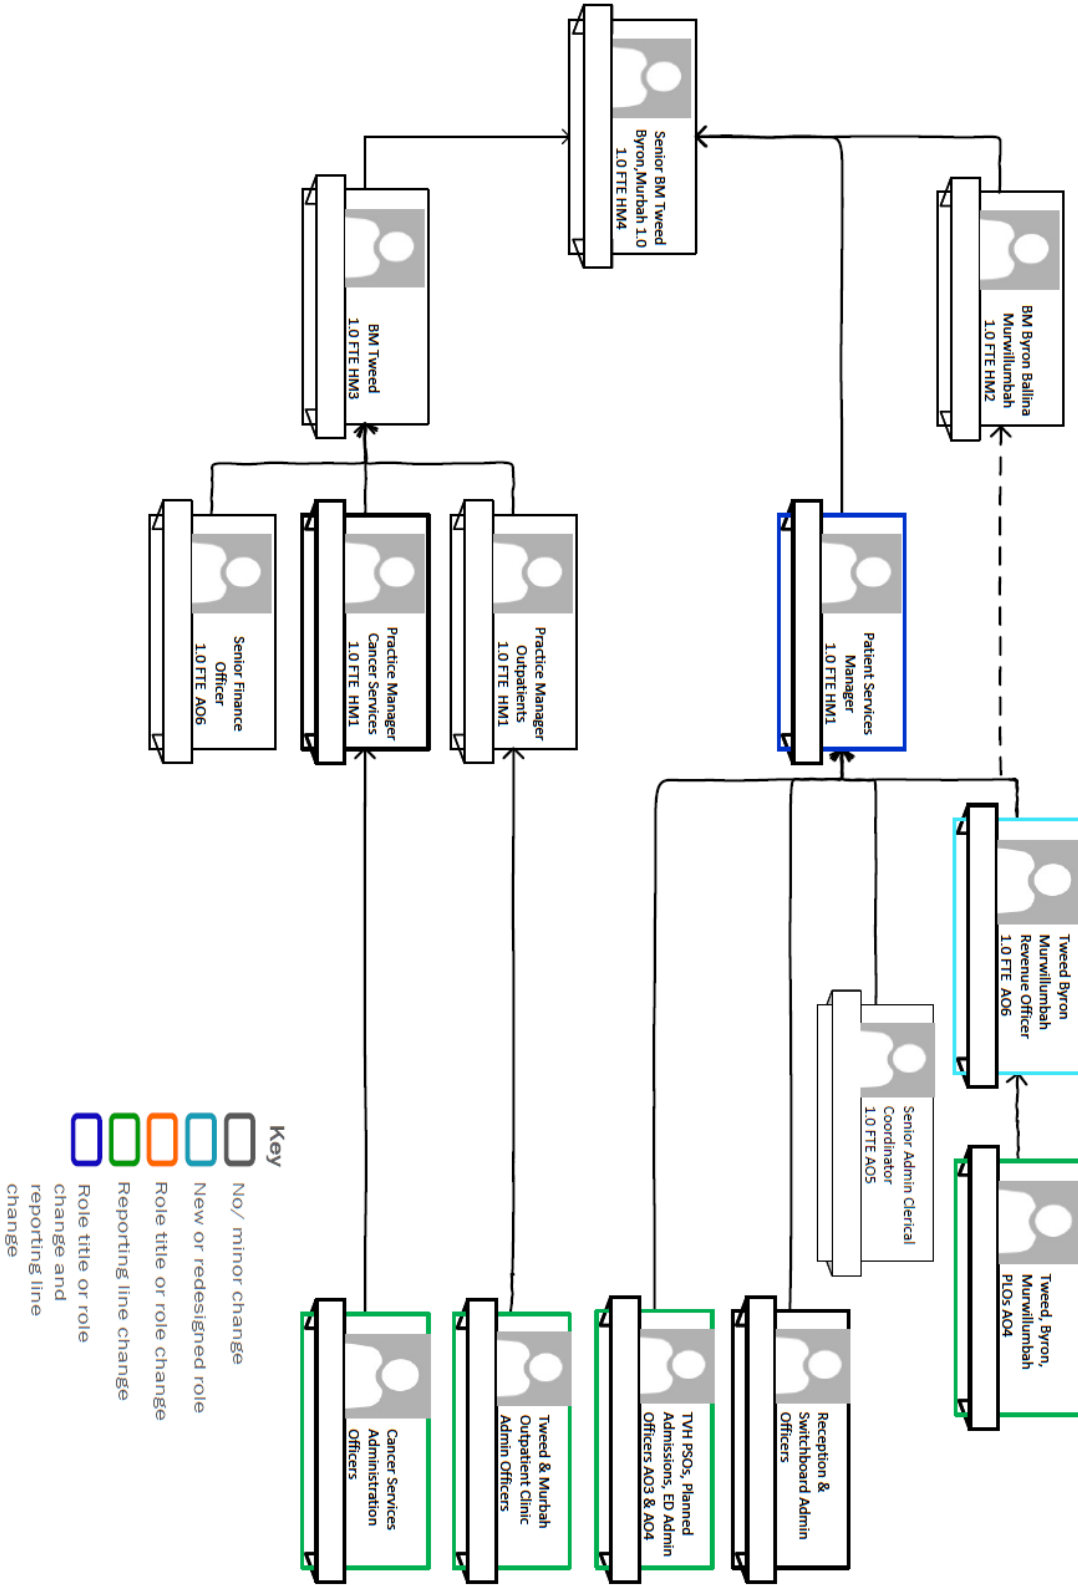 Senior BM Tweed
Byron,Murbah 1.0
1.0 FTE HM4
BM Byron Ballina
Murwillumbah
1.0 FTE HM2
BM Tweed
1.0 FTE HM3
Patient Services
Manager
1.0 FTE HM1
Practice Manager
Outpatients
1.0 FTE HM1
Practice Manager
Cancer Services
1.0 FTE HM1
Senior Finance
Officer
1.0 FTE AO6
Tweed Byron
Murwillumbah
Revenue Officer
1.0 FTE AO6
Senior Admin Clerical
Coordinator
1.0 FTE AO5
Tweed, Byron,
Murwillumbah
PLOs AO4
Reception &
Switchboard Admin
Officers
TVH PSOs, Planned
Admissions, ED Admin
Officers AO3 & AO4
Tweed & Murbah
Outpatient Clinic
Admin Officers
Cancer Services
Administration
Officers
Key
No/ minor change
New or redesigned role
Role title or role change
Reporting line change
Role title or role
change and
reporting line
change